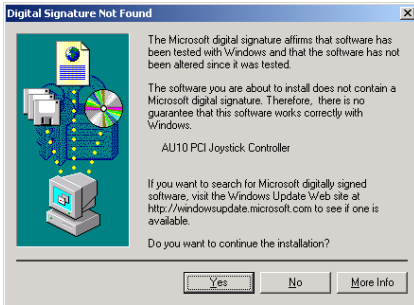 Digital Signature Not Found
The Microsoft digital signature affirms that software has
been tested with Windows and that the software has not
been altered since it was tested.
The software you are about to install does not contain a
Microsoft digital signature. Therefore, there is no
guarantee that this software works correctly with
Windows.
AU10 PCI Joystick Controller
If you want to search for Microsoft digitally signed
software, visit the Windows Update Web site at
http://windowsupdate.microsoft.com to see if one is
available.
Do you want to continue the installation?
Yes No More Info